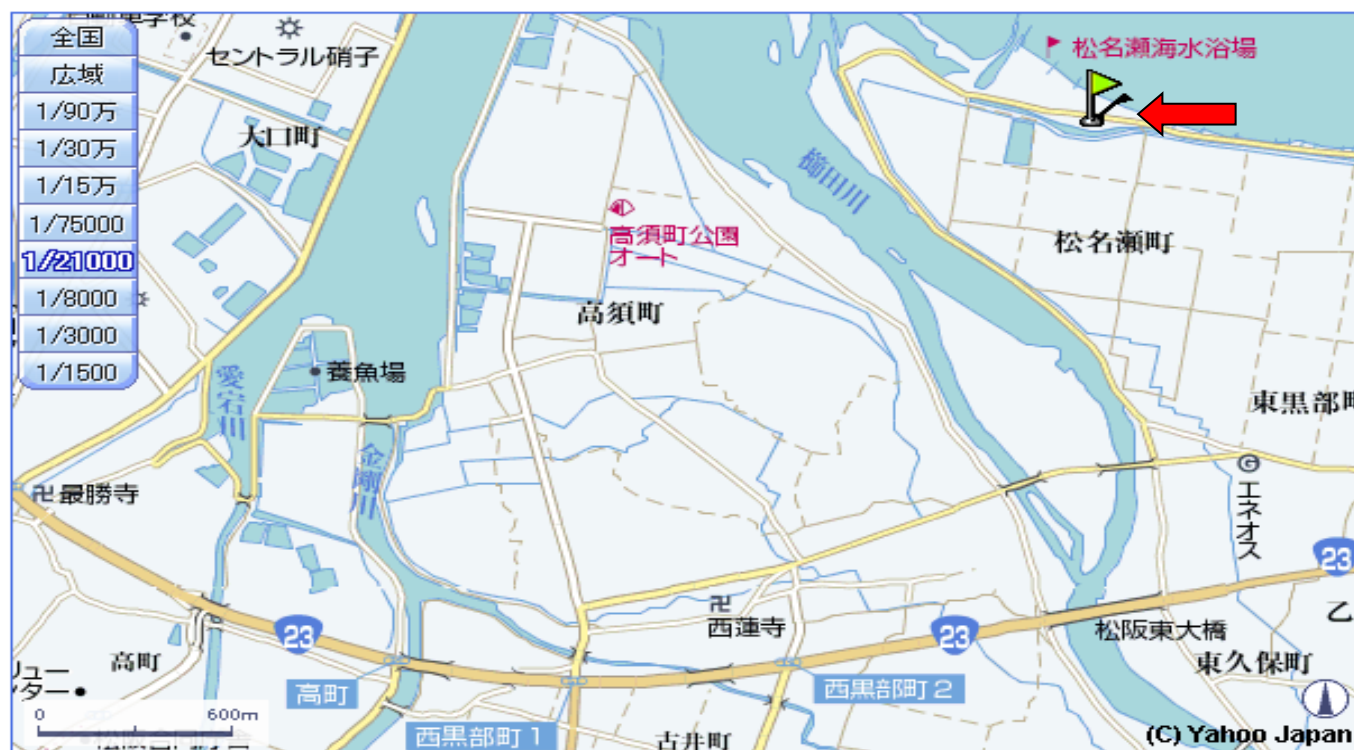 全国
広域
1/90万
1/30万
1/15万
1/75000
1/21000
1/8000
1/3000
1/1500
セントラル硝子
大口町
松名瀬海水浴場
櫛田川
高須町公園
オート
松名瀬町
高須町
養魚場
愛宕川
金剛川
東黒部町
最勝寺
エネオス
23
西蓮寺
23
23
松阪東大橋
乙
高町
東久保町
高町
西黒部町2
西黒部町1
古井町
0 600m
(C) Yahoo Japan